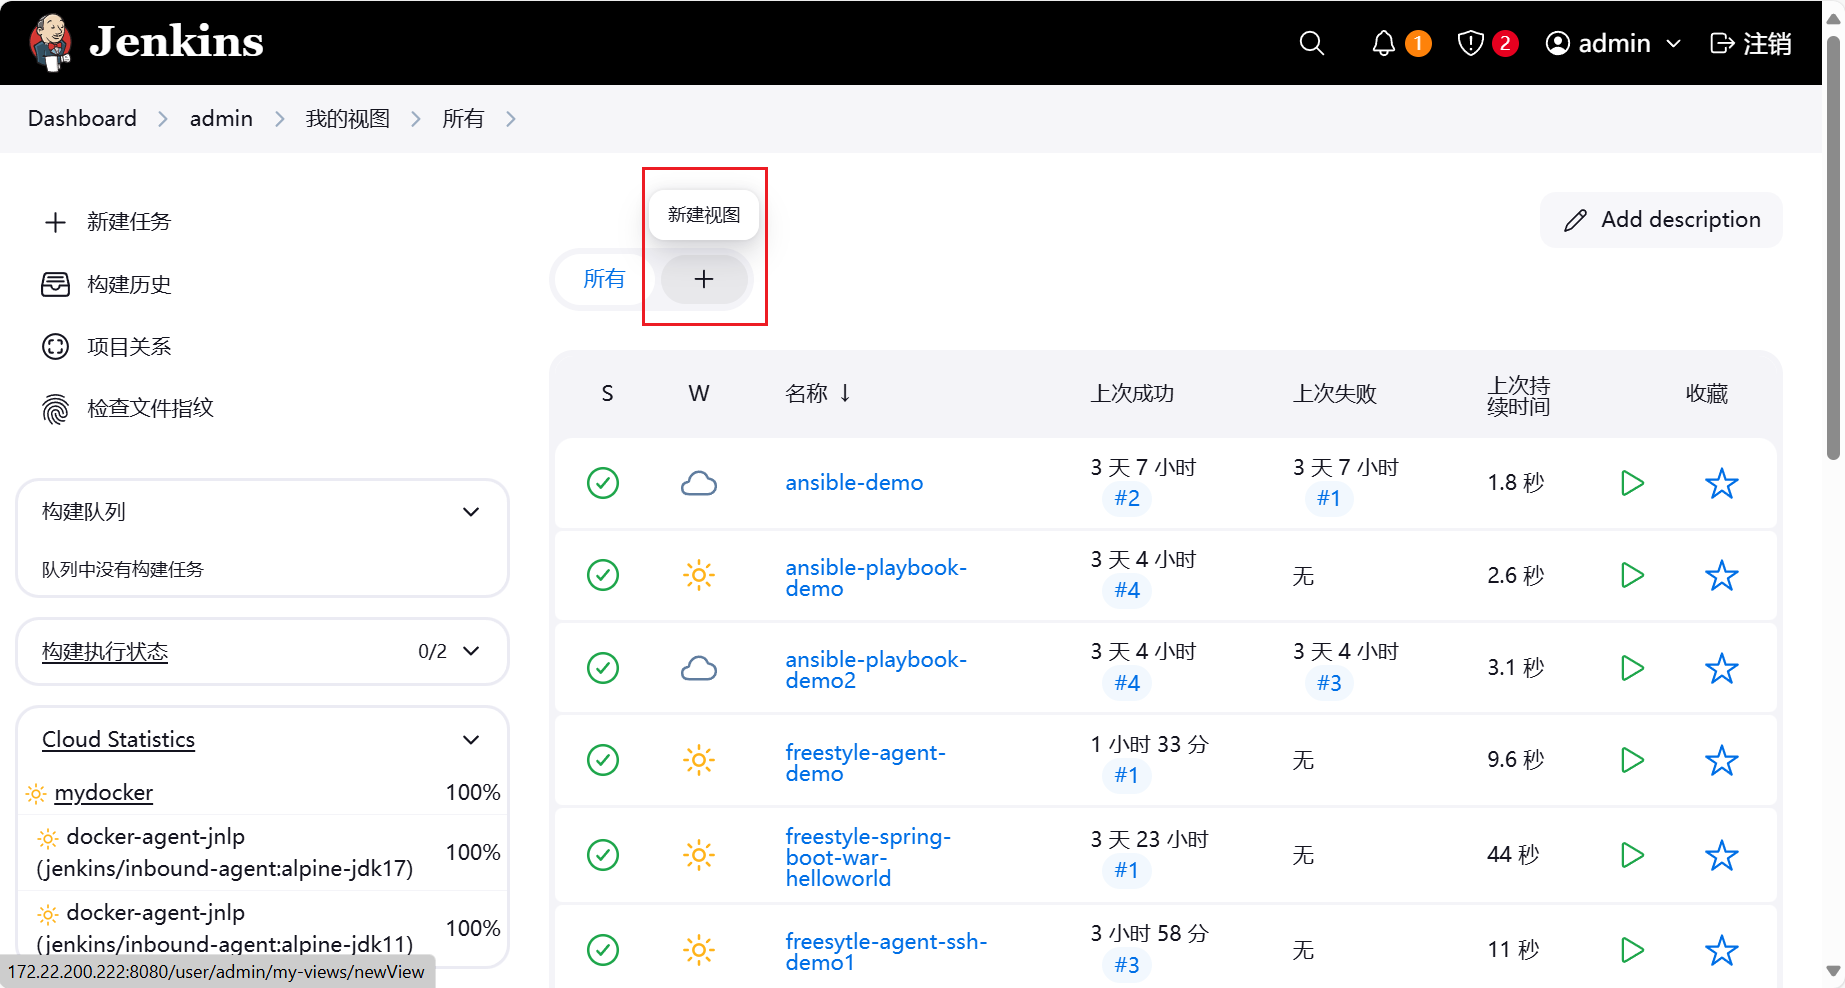 Jenkins
1
2
admin
注销
Dashboard
admin
我的视图
所有
新建任务
构建历史
项目关系
检查文件指纹
构建队列
队列中没有构建任务
构建执行状态
0/2
Cloud Statistics
mydocker
100%
docker-agent-jnlp
(jenkins/inbound-agent:alpine-jdk17)
100%
docker-agent-jnlp
(jenkins/inbound-agent:alpine-jdk11)
100%
172.22.200.222:8080/user/admin/my-views/newView
新建视图
Add description
所有
S
W
名称 ↓
上次成功
上次失败
上次持
续时间
收藏
ansible-demo
3 天 7 小时
#2
3 天 7 小时
#1
1.8 秒
ansible-playbook-
demo
3 天 4 小时
#4
无
2.6 秒
ansible-playbook-
demo2
3 天 4 小时
#4
3 天 4 小时
#3
3.1 秒
freestyle-agent-
demo
1 小时 33 分
#1
无
9.6 秒
freestyle-spring-
boot-war-
helloworld
3 天 23 小时
#1
无
44 秒
freesytle-agent-ssh-
demo1
3 小时 58 分
#3
无
11 秒